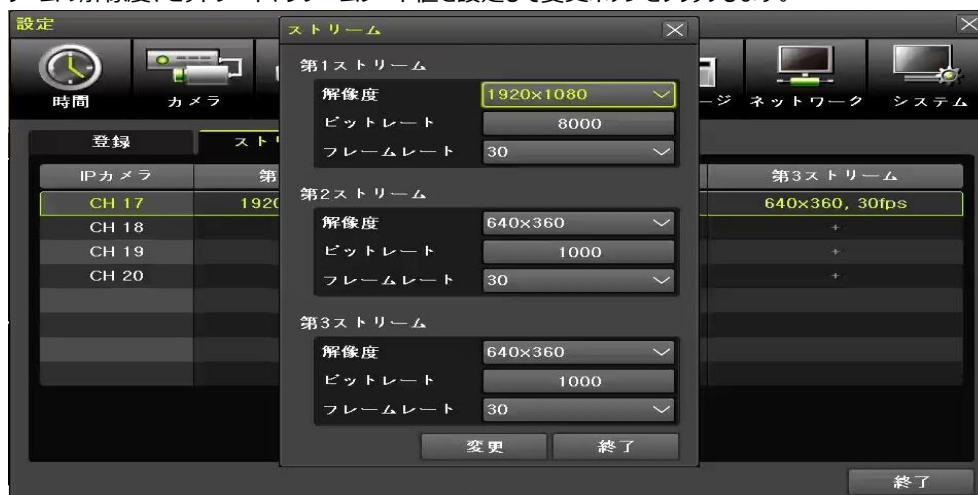 設定
ストリーム
時間
カメラ
ージ
ネットワーク
システム
登録
スト
IPカメラ
第
第3ストリーム
CH 17
1920
640x360, 30fps
CH 18
+
CH 19
+
CH 20
+
第1ストリーム
解像度
1920x1080
ビットレート
8000
フレームレート
30
第2ストリーム
解像度
640x360
ビットレート
1000
フレームレート
30
第3ストリーム
解像度
640x360
ビットレート
1000
フレームレート
30
変更
終了
終了